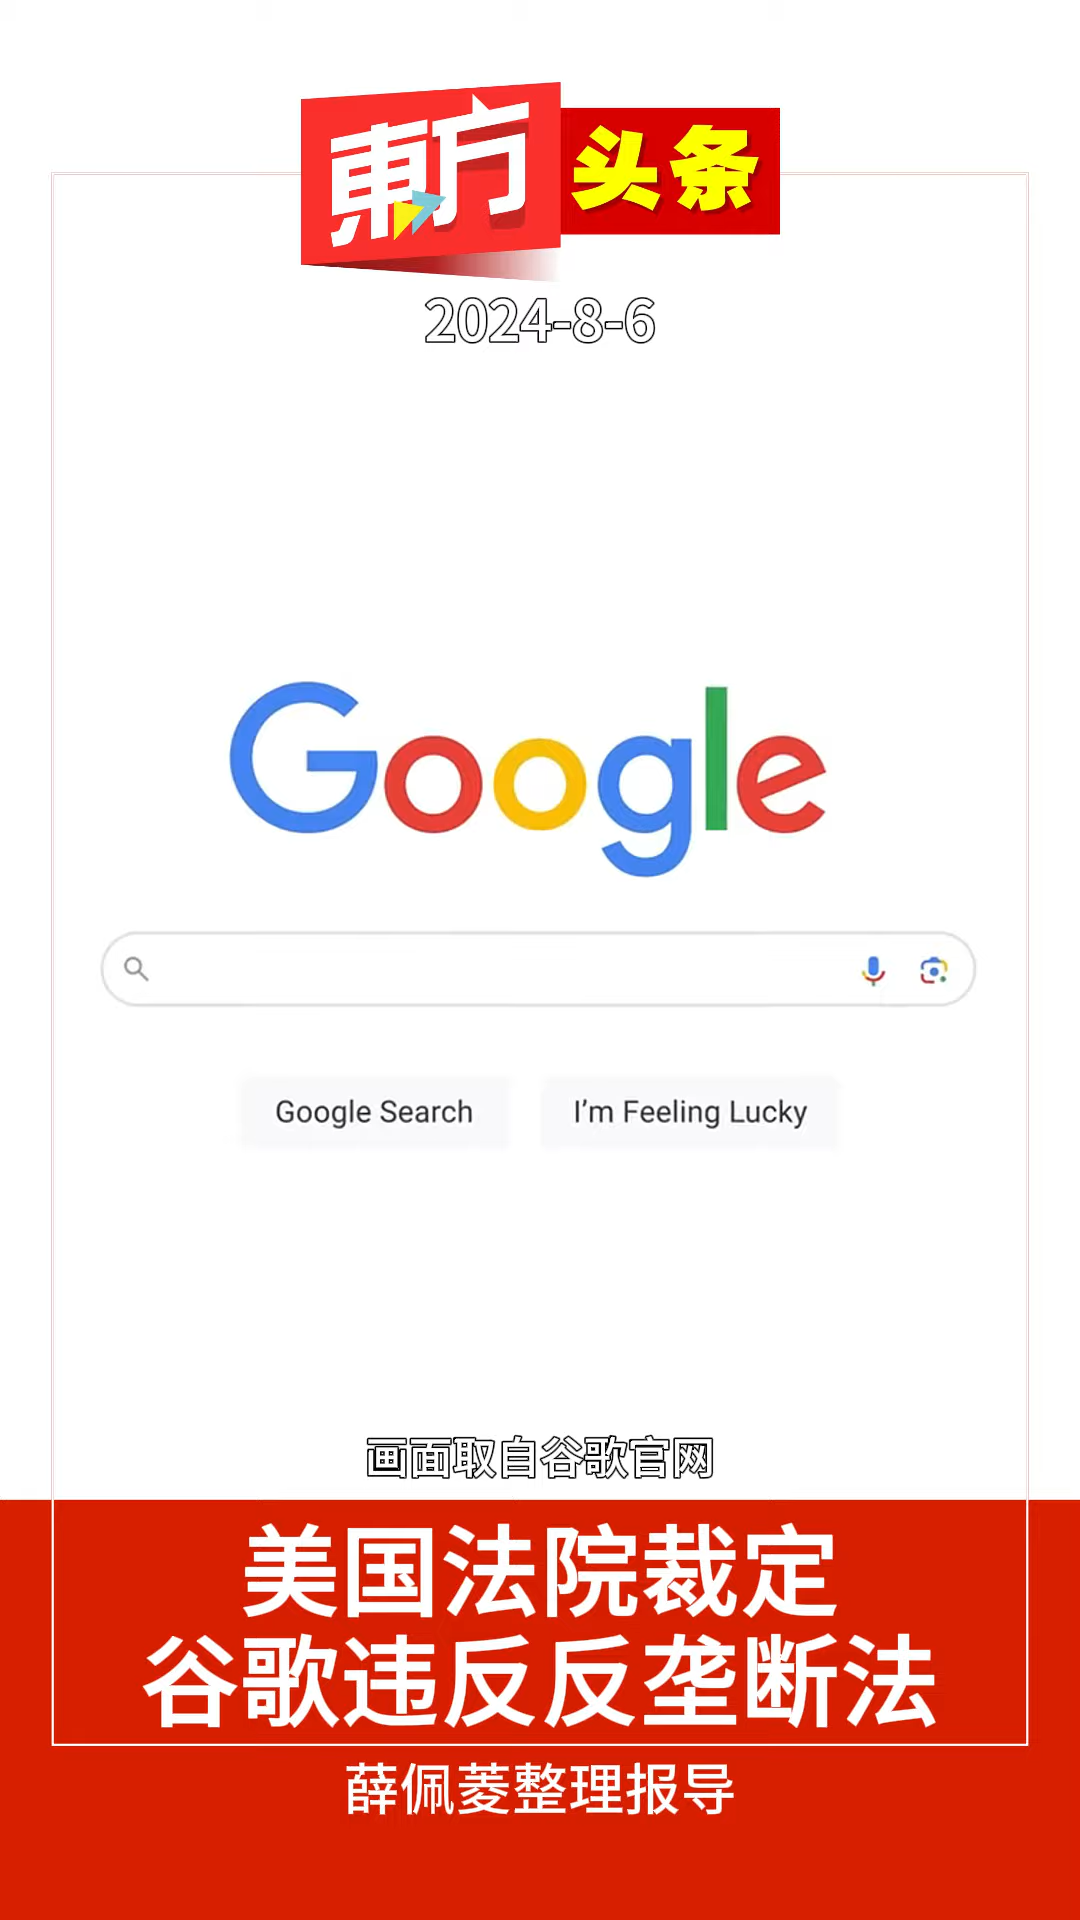 東方 头条
2024-8-6
Google
Google Search
I'm Feeling Lucky
画面取自谷歌官网
美国法院裁定
谷歌违反反垄断法
薛佩菱整理报导